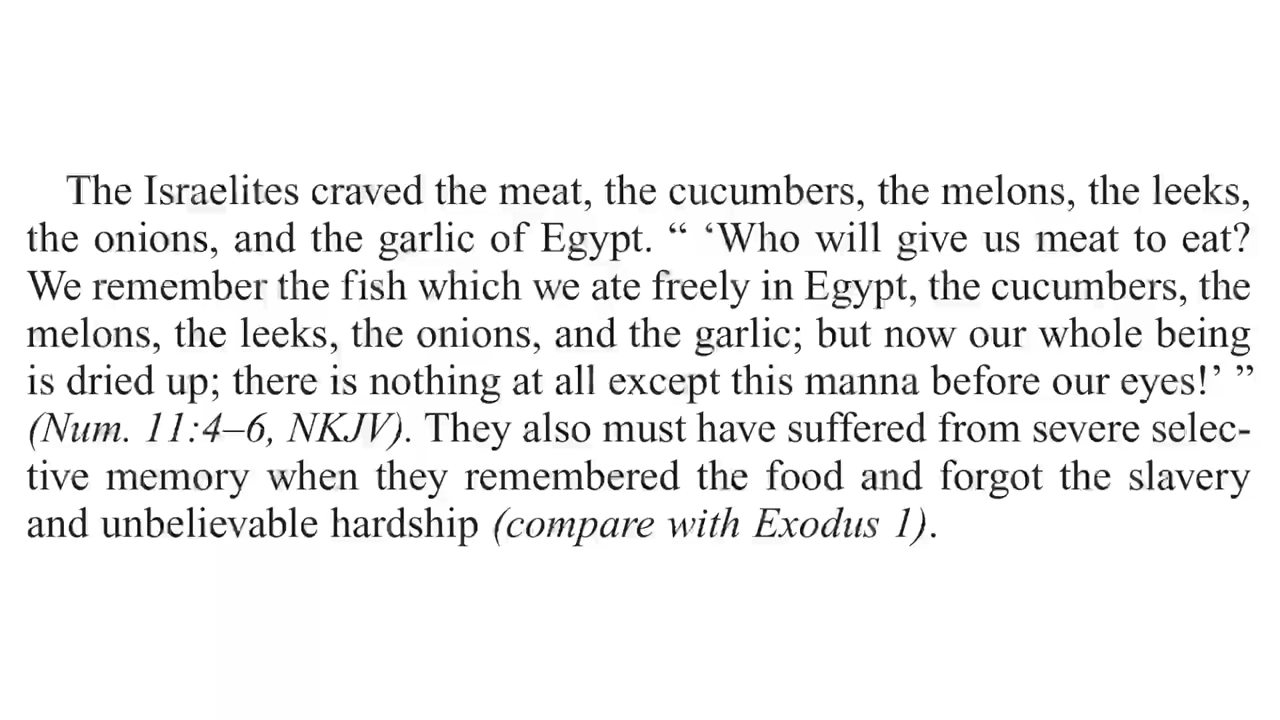 The Israelites craved the meat, the cucumbers, the melons, the leeks,
the onions, and the garlic of Egypt. “ ‘Who will give us meat to eat?
We remember the fish which we ate freely in Egypt, the cucumbers, the
melons, the leeks, the onions, and the garlic; but now our whole being
is dried up; there is nothing at all except this manna before our eyes!’ ”
(Num. 11:4–6, NKJV). They also must have suffered from severe selec-
tive memory when they remembered the food and forgot the slavery
and unbelievable hardship (compare with Exodus 1).